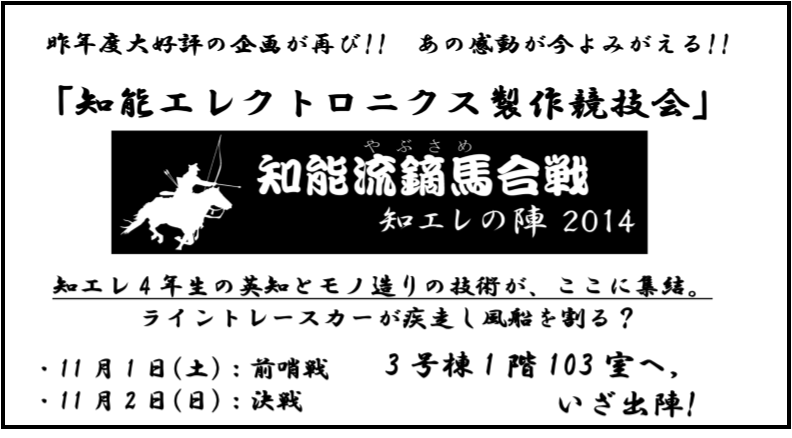 昨年度大好評の企画が再び!!　あの感動が今よみがえる!!
「知能エレクトロニクス製作競技会」
やぶさめ
知能流鏑馬合戦
知エレの陣 2014
知エレ4年生の英知とモノ造りの技術が、ここに集結。
ライントレースカーが疾走し風船を割る？
・11月1日(土)：前哨戦
・11月2日(日)：決戦
3号棟1階103室へ,
いざ出陣!